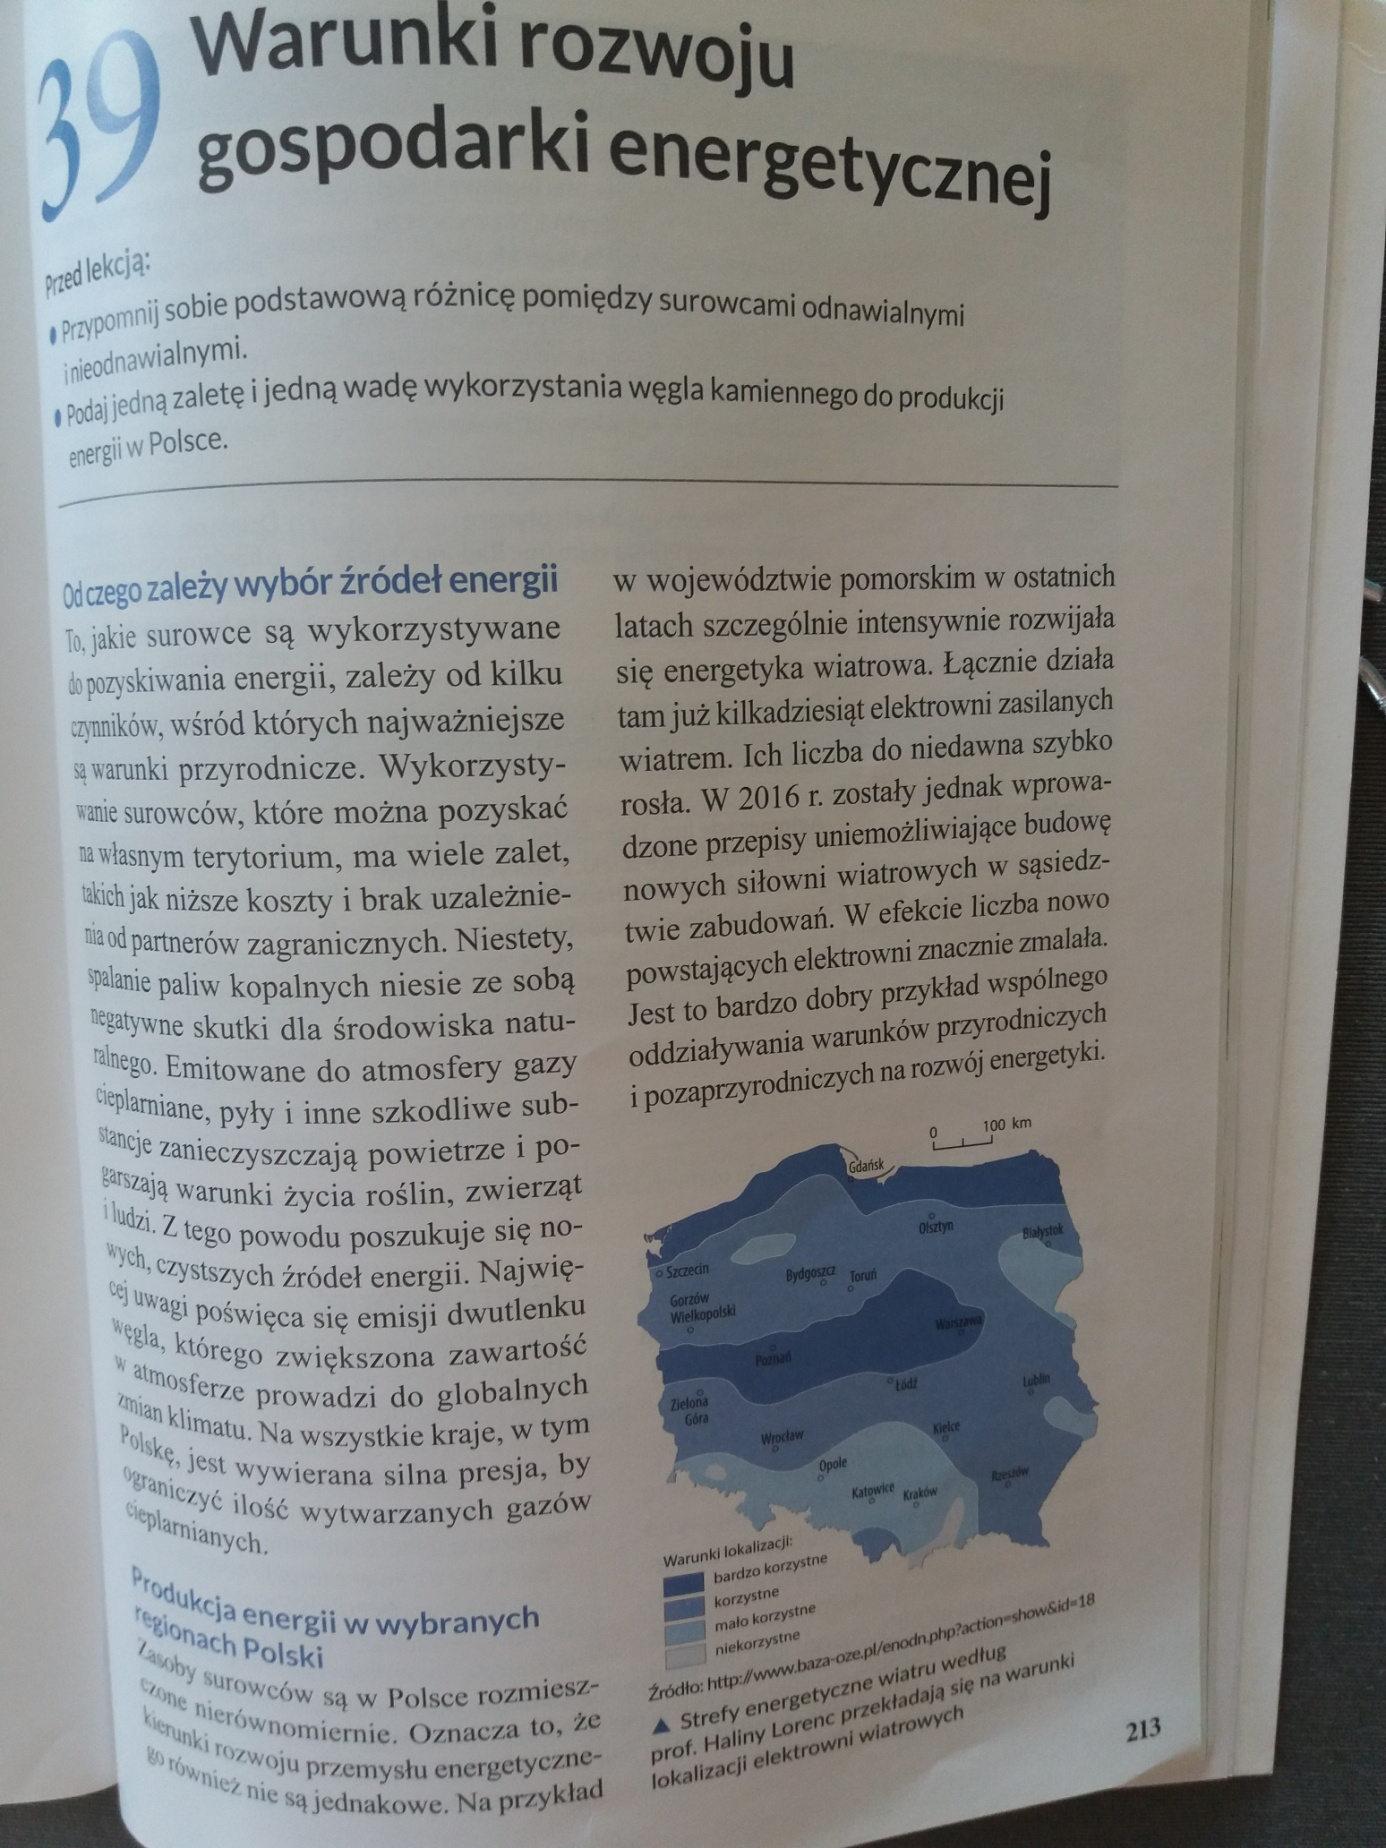 39
Warunki rozwoju
gospodarki energetycznej
Przed lekcją:
• Przypomnij sobie podstawową różnicę pomiędzy surowcami odnawialnymi
i nieodnawialnymi.
• Podaj jedną zaletę i jedną wadę wykorzystania węgla kamiennego do produkcji
energii w Polsce.
Od czego zależy wybór źródeł energii
To, jakie surowce są wykorzystywane
do pozyskiwania energii, zależy od kilku
czynników, wśród których najważniejsze
są warunki przyrodnicze. Wykorzysty-
wanie surowców, które można pozyskać
na własnym terytorium, ma wiele zalet,
takich jak niższe koszty i brak uzależnie-
nia od partnerów zagranicznych. Niestety,
spalanie paliw kopalnych niesie ze sobą
negatywne skutki dla środowiska natu-
ralnego. Emitowane do atmosfery gazy
cieplarniane, pyły i inne szkodliwe sub-
stancje zanieczyszczają powietrze i po-
garszają warunki życia roślin, zwierząt
i ludzi. Z tego powodu poszukuje się no-
wych, czystszych źródeł energii. Najwię-
cej uwagi poświęca się emisji dwutlenku
węgla, którego zwiększona zawartość
w atmosferze prowadzi do globalnych
zmian klimatu. Na wszystkie kraje, w tym
Polskę, jest wywierana silna presja, by
ograniczyć ilość wytwarzanych gazów
cieplarnianych.
Produkcja energii w wybranych
regionach Polski
Zasoby surowców są w Polsce rozmiesz-
czone nierównomiernie. Oznacza to, że
kierunki rozwoju przemysłu energetyczne-
go również nie są jednakowe. Na przykład
w województwie pomorskim w ostatnich
latach szczególnie intensywnie rozwijała
się energetyka wiatrowa. Łącznie działa
tam już kilkadziesiąt elektrowni zasilanych
wiatrem. Ich liczba do niedawna szybko
rosła. W 2016 r. zostały jednak wprowa-
dzone przepisy uniemożliwiające budowę
nowych siłowni wiatrowych w sąsiedz-
twie zabudowań. W efekcie liczba nowo
powstających elektrowni znacznie zmalała.
Jest to bardzo dobry przykład wspólnego
oddziaływania warunków przyrodniczych
i pozaprzyrodniczych na rozwój energetyki.
0 100 km
Gdańsk
Olsztyn
Białystok
Szczecin
Bydgoszcz Toruń
Gorzów
Wielkopolski
Warszawa
Poznań
Łódź
Lublin
Zielona
Góra
Wrocław
Kielce
Opole
Katowice Kraków
Rzeszów
Warunki lokalizacji:
bardzo korzystne
korzystne
mało korzystne
niekorzystne
Źródło: http://www.baza-oze.pl/enodn.php?action=show&id=18
▲ Strefy energetyczne wiatru według
prof. Haliny Lorenc przekładają się na warunki
lokalizacji elektrowni wiatrowych
213